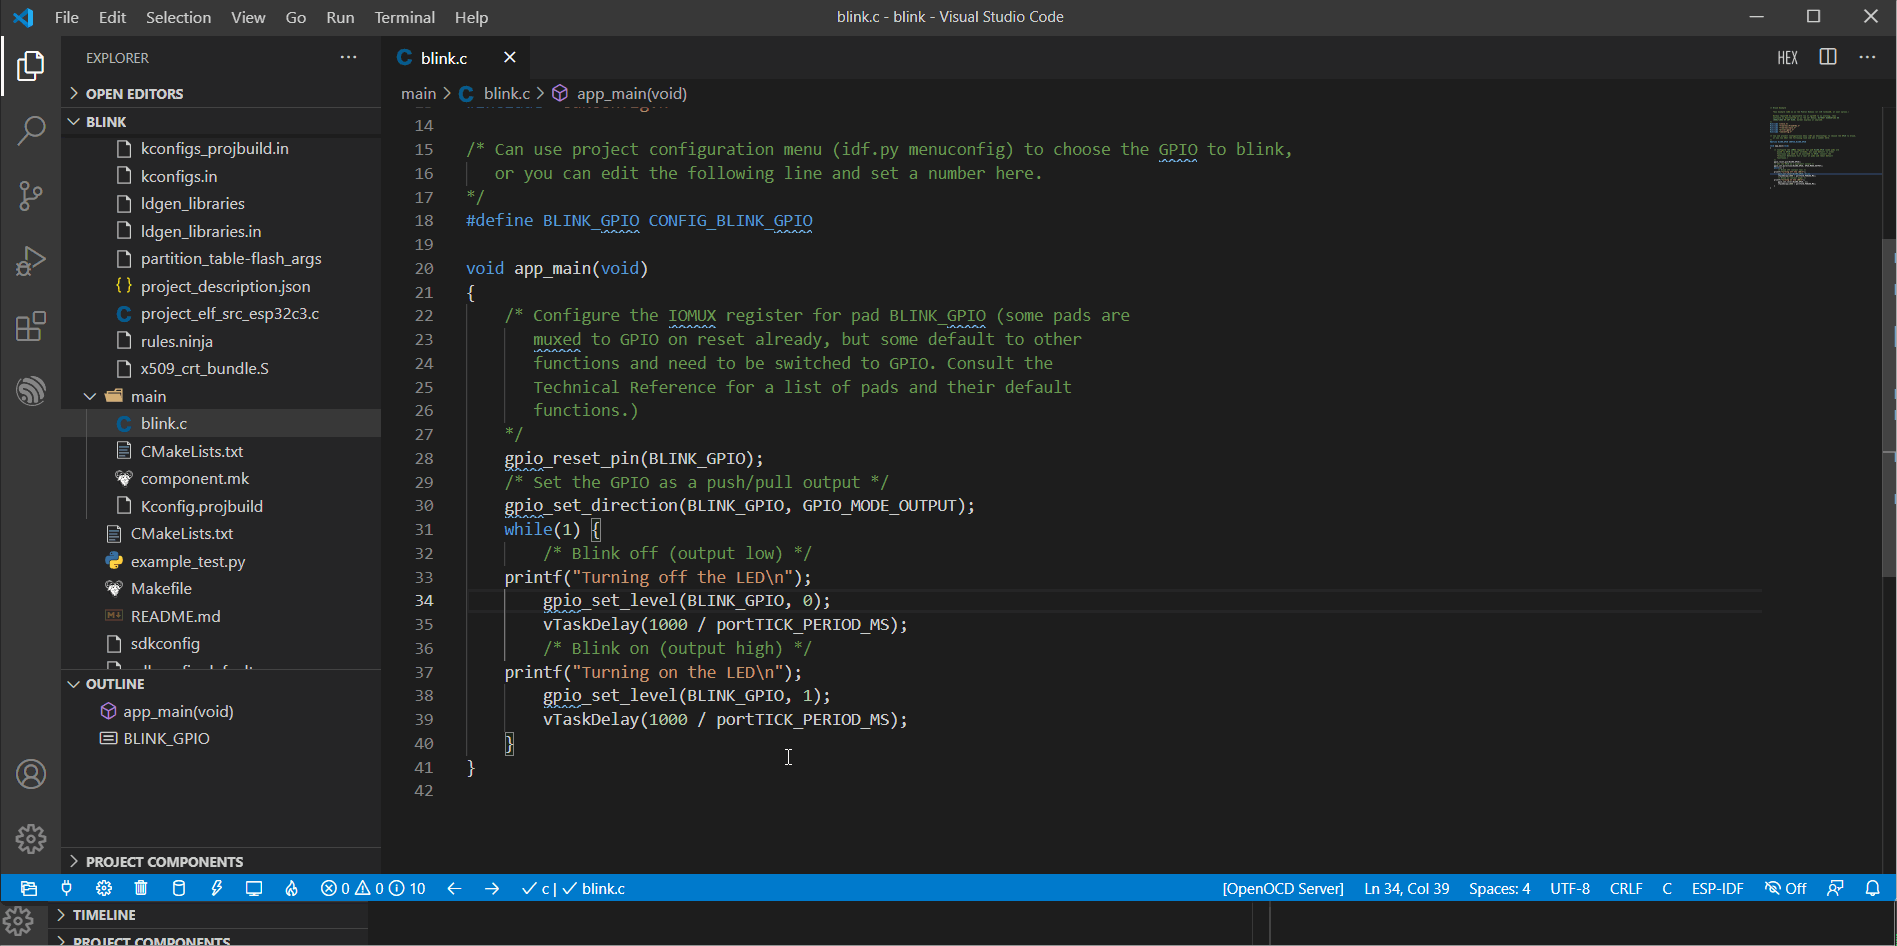 File Edit Selection View Go Run Terminal Help
blink.c - blink - Visual Studio Code
EXPLORER
OPEN EDITORS
BLINK
kconfigs_projbuild.in
kconfigs.in
ldgen_libraries
ldgen_libraries.in
partition_table-flash_args
{} project_description.json
C project_elf_src_esp32c3.c
rules.ninja
x509_crt_bundle.S
main
C blink.c
CMakeLists.txt
component.mk
Kconfig.projbuild
CMakeLists.txt
example_test.py
Makefile
README.md
sdkconfig
OUTLINE
app_main(void)
BLINK_GPIO
PROJECT COMPONENTS
C blink.c
HEX
main > C blink.c > app_main(void)
14
15 /* Can use project configuration menu (idf.py menuconfig) to choose the GPIO to blink,
16 or you can edit the following line and set a number here.
17 */
18 #define BLINK_GPIO CONFIG_BLINK_GPIO
19
20 void app_main(void)
21 {
22 /* Configure the IOMUX register for pad BLINK_GPIO (some pads are
23 muxed to GPIO on reset already, but some default to other
24 functions and need to be switched to GPIO. Consult the
25 Technical Reference for a list of pads and their default
26 functions.)
27 */
28 gpio_reset_pin(BLINK_GPIO);
29 /* Set the GPIO as a push/pull output */
30 gpio_set_direction(BLINK_GPIO, GPIO_MODE_OUTPUT);
31 while(1) {
32 /* Blink off (output low) */
33 printf("Turning off the LED\n");
34 gpio_set_level(BLINK_GPIO, 0);
35 vTaskDelay(1000 / portTICK_PERIOD_MS);
36 /* Blink on (output high) */
37 printf("Turning on the LED\n");
38 gpio_set_level(BLINK_GPIO, 1);
39 vTaskDelay(1000 / portTICK_PERIOD_MS);
40 }
41 }
42
0 0 10 c | blink.c
[OpenOCD Server] Ln 34, Col 39 Spaces: 4 UTF-8 CRLF C ESP-IDF Off
TIMELINE
PROJECT COMPONENTS